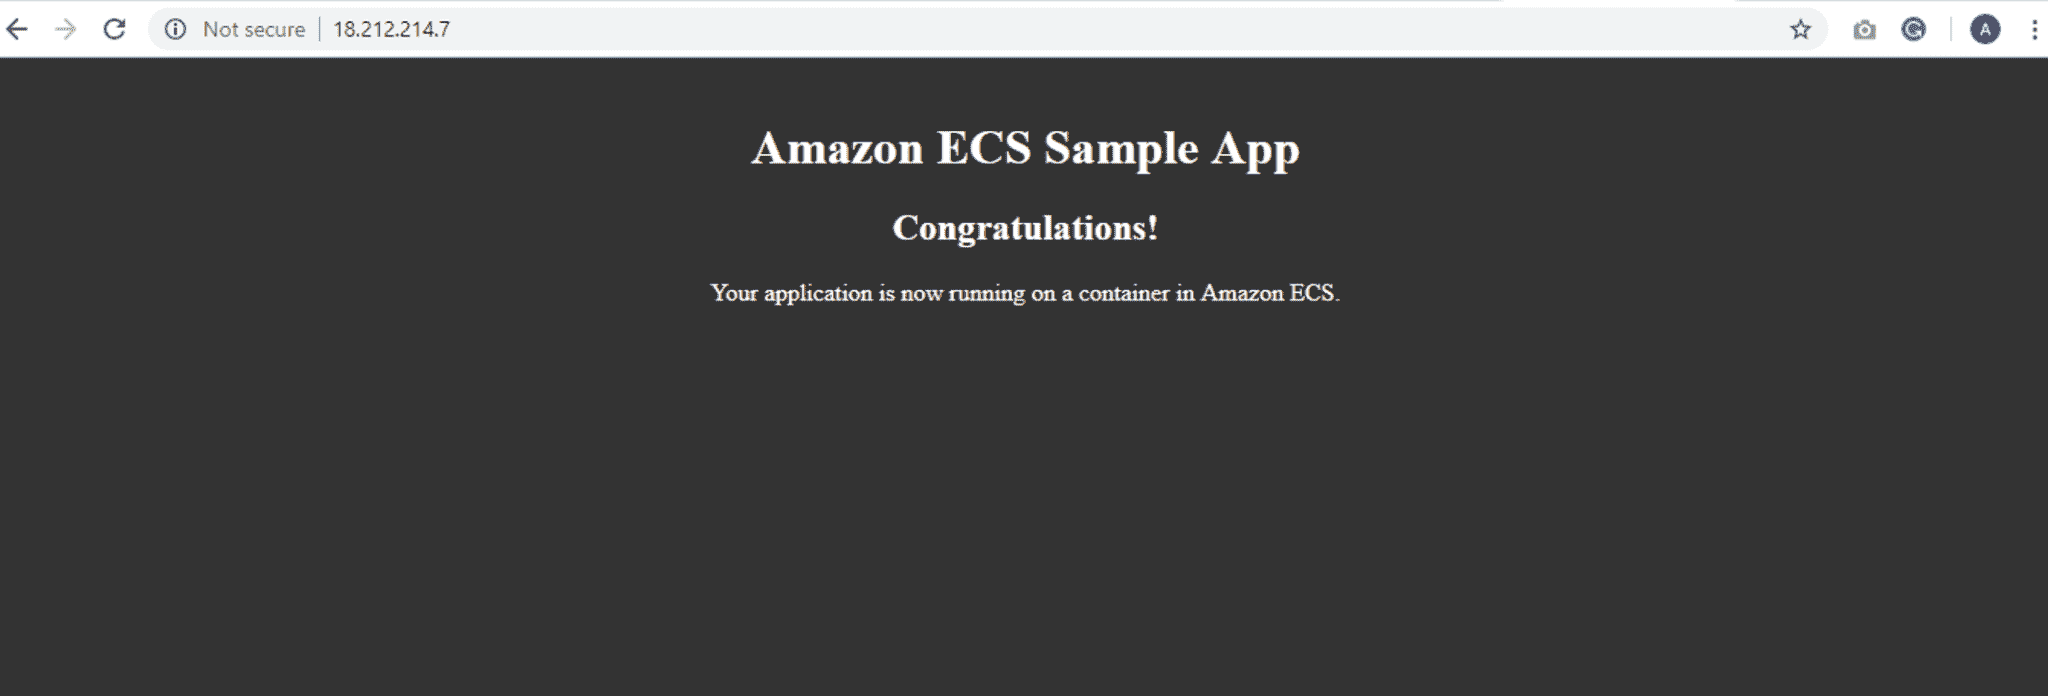 Not secure 18.212.214.7
A
Amazon ECS Sample App
Congratulations!
Your application is now running on a container in Amazon ECS.